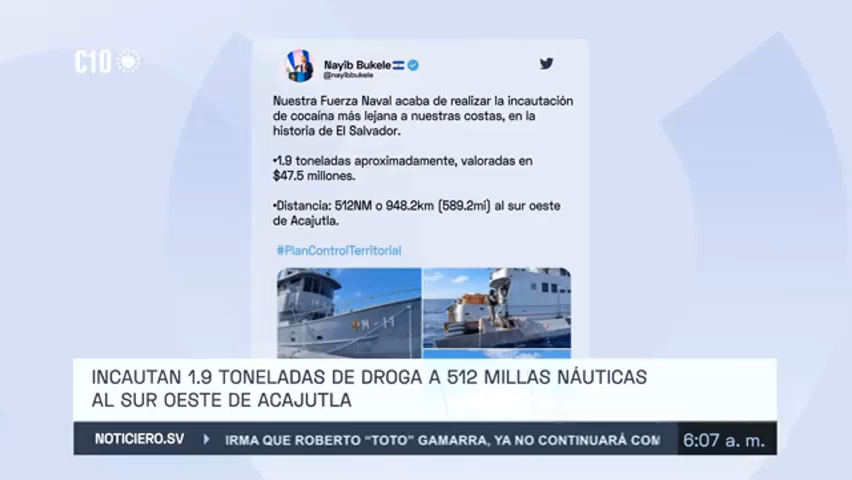 C10
Nayib Bukele
@nayibbukele
Nuestra Fuerza Naval acaba de realizar la incautación
de cocaína más lejana a nuestras costas, en la
historia de El Salvador.
•1.9 toneladas aproximadamente, valoradas en
$47.5 millones.
•Distancia: 512NM o 948.2km (589.2mi) al sur oeste
de Acajutla.
#PlanControlTerritorial
INCAUTAN 1.9 TONELADAS DE DROGA A 512 MILLAS NÁUTICAS
AL SUR OESTE DE ACAJUTLA
NOTICIERO.SV
IRMA QUE ROBERTO “TOTO” GAMARRA, YA NO CONTINUARÁ COM
6:07 a. m.